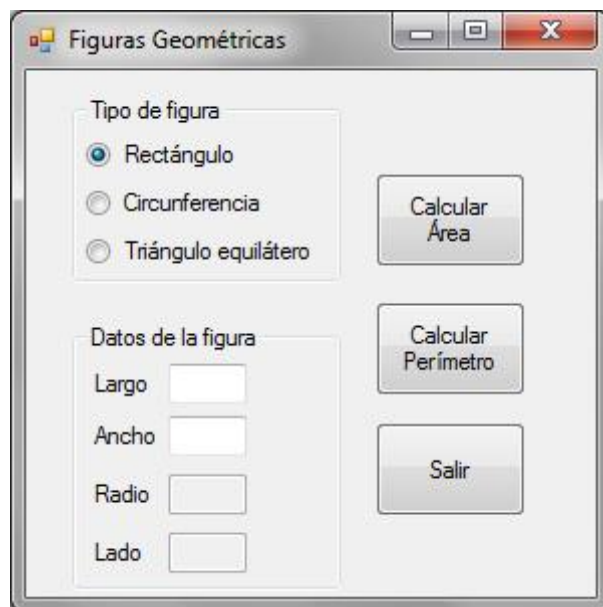 Figuras Geométricas
Tipo de figura
Rectángulo
Circunferencia
Triángulo equilátero
Calcular
Área
Datos de la figura
Largo
Ancho
Radio
Lado
Calcular
Perímetro
Salir